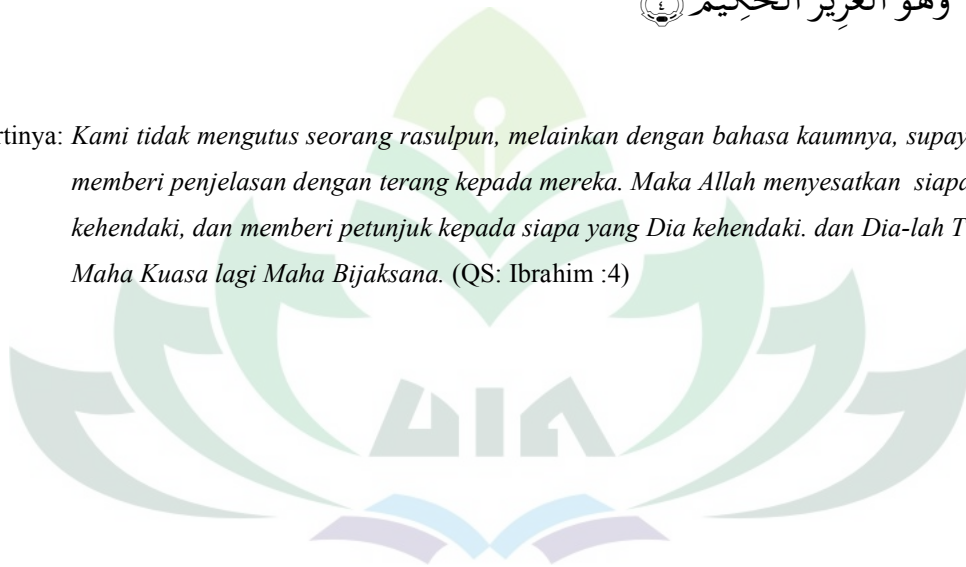 وَهُوَ الْعَزِيزُ الْحَكِيمُ ۝٤
rtinya: Kami tidak mengutus seorang rasulpun, melainkan dengan bahasa kaumnya, supay
memberi penjelasan dengan terang kepada mereka. Maka Allah menyesatkan siapa
kehendaki, dan memberi petunjuk kepada siapa yang Dia kehendaki. dan Dia-lah T
Maha Kuasa lagi Maha Bijaksana. (QS: Ibrahim :4)
UIN